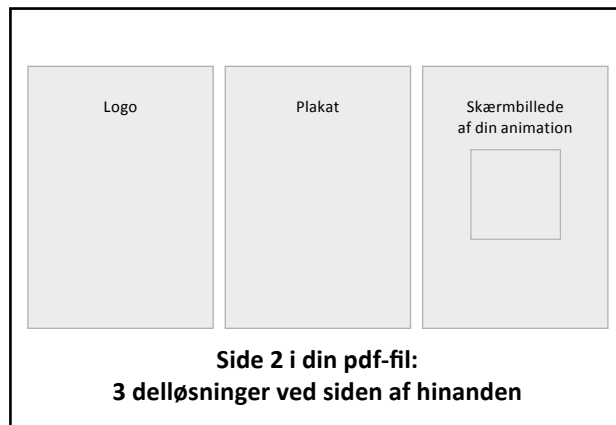 Logo
Plakat
Skærmbillede
af din animation
Side 2 i din pdf-fil:
3 delløsninger ved siden af hinanden